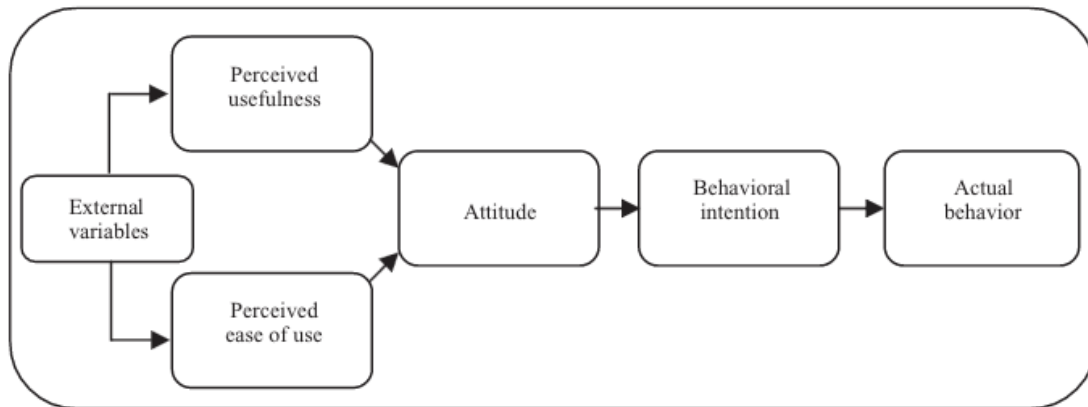 Perceived
usefulness
External
variables
Perceived
ease of use
Attitude
Behavioral
intention
Actual
behavior